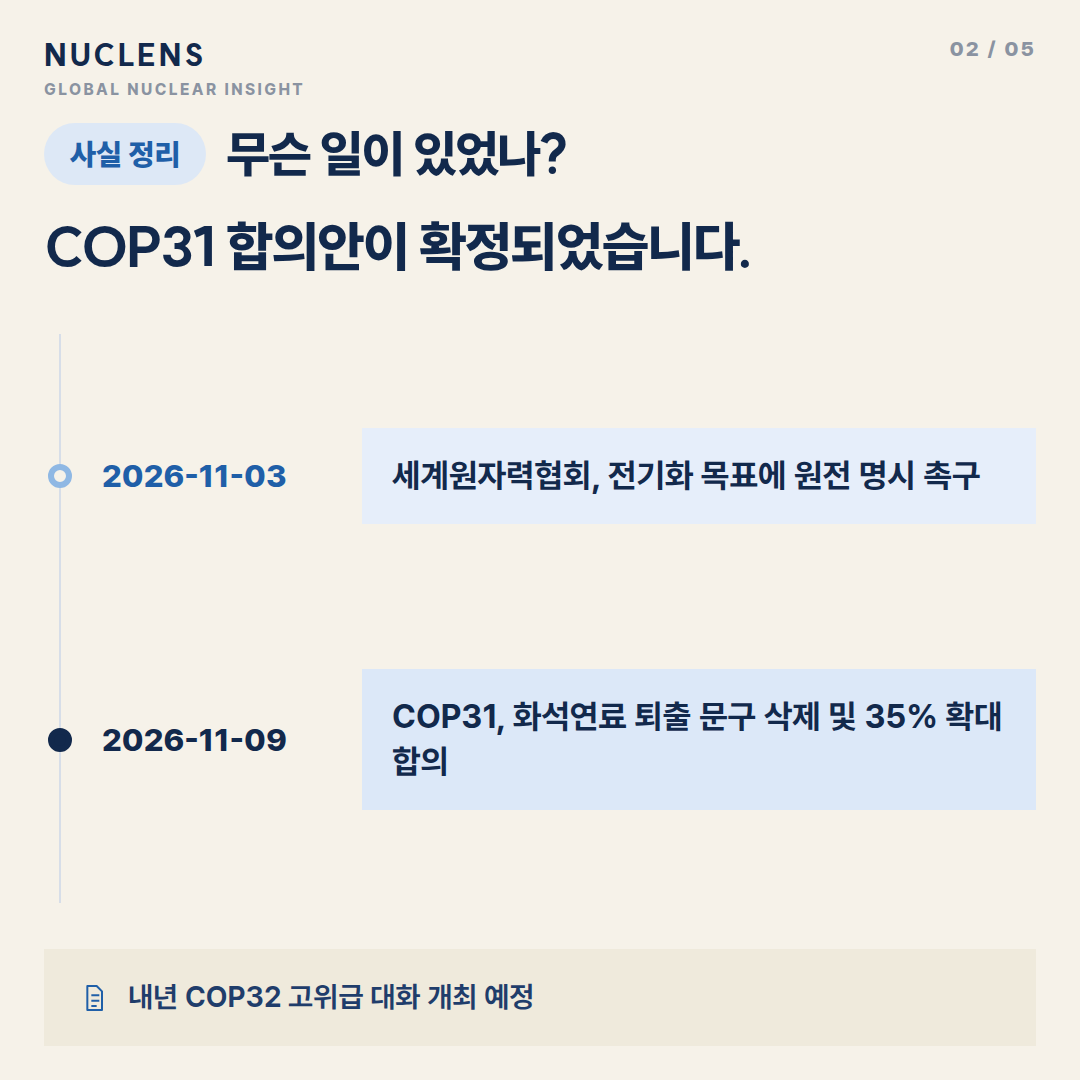 NUCLENS
02 / 05
GLOBAL NUCLEAR INSIGHT
사실 정리
무슨 일이 있었나?
COP31 합의안이 확정되었습니다.
2026-11-03
세계원자력협회, 전기화 목표에 원전 명시 촉구
2026-11-09
COP31, 화석연료 퇴출 문구 삭제 및 35% 확대
합의
내년 COP32 고위급 대화 개최 예정